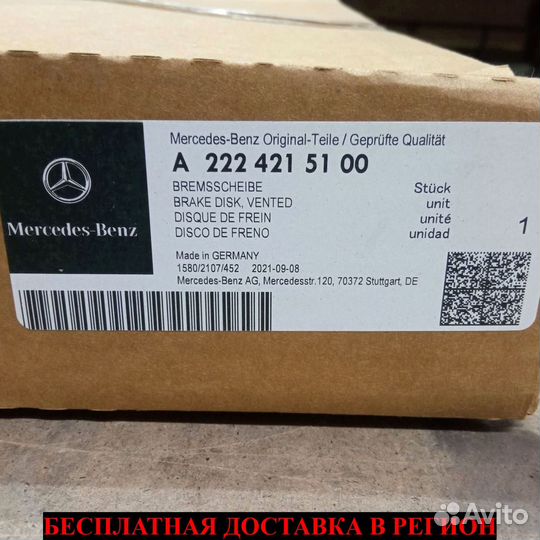 Mercedes-Benz Original-Teile / Geprüfte Qualität
A 222 421 51 00
BREMSSCHEIBE Stück
BRAKE DISK, VENTED unit
DISQUE DE FREIN unité
DISCO DE FRENO unidad 1
Mercedes-Benz
Made in GERMANY
1580/2107/452 2021-09-08
Mercedes-Benz AG, Mercedesstr.120, 70372 Stuttgart, DE
Avito
БЕСПЛАТНАЯ ДОСТАВКА В РЕГИОН